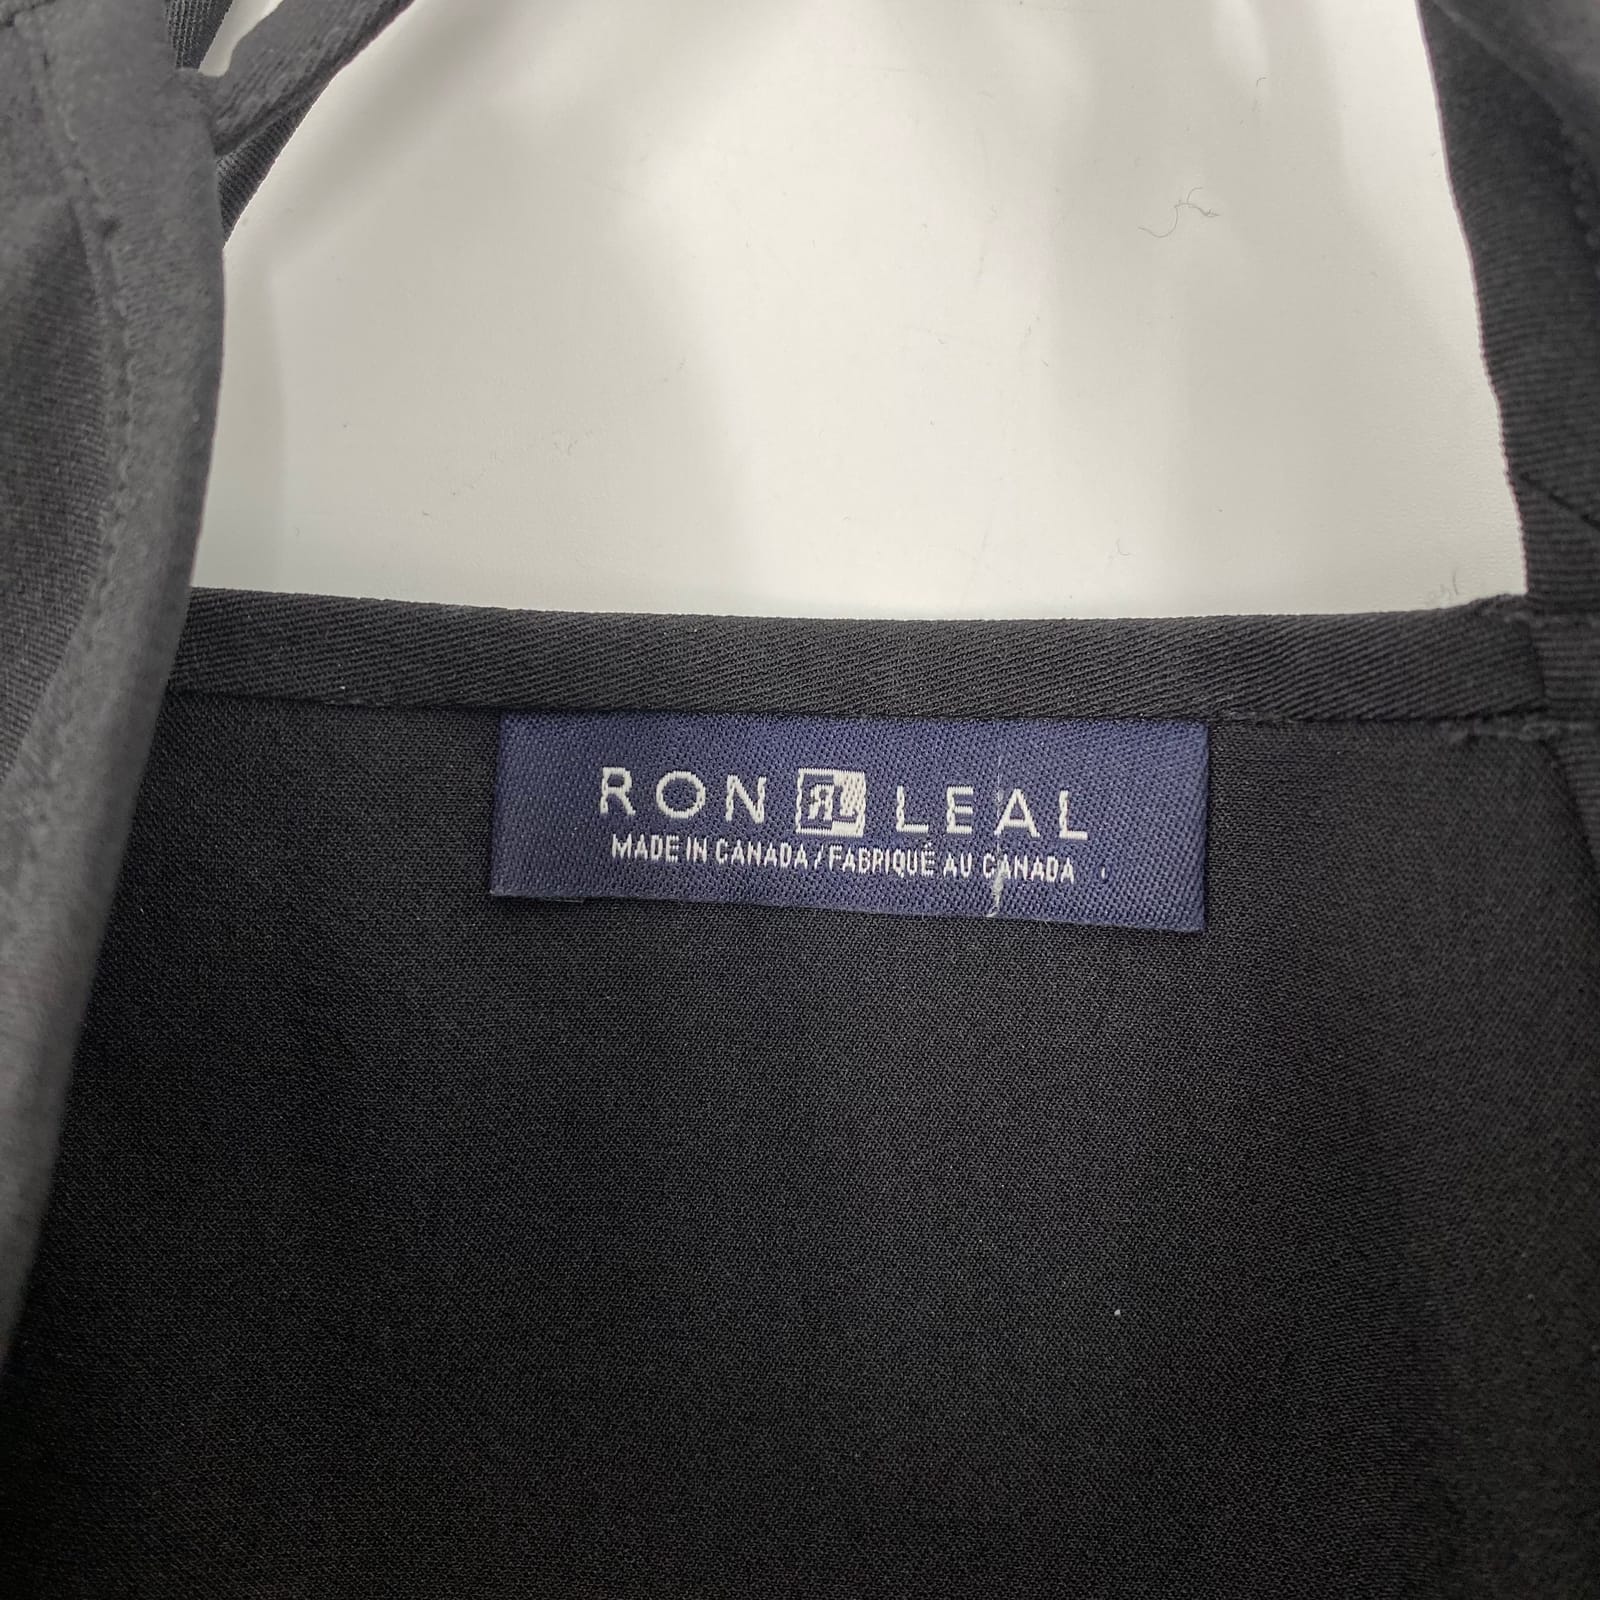 RON RL LEAL
MADE IN CANADA / FABRIQUÉ AU CANADA